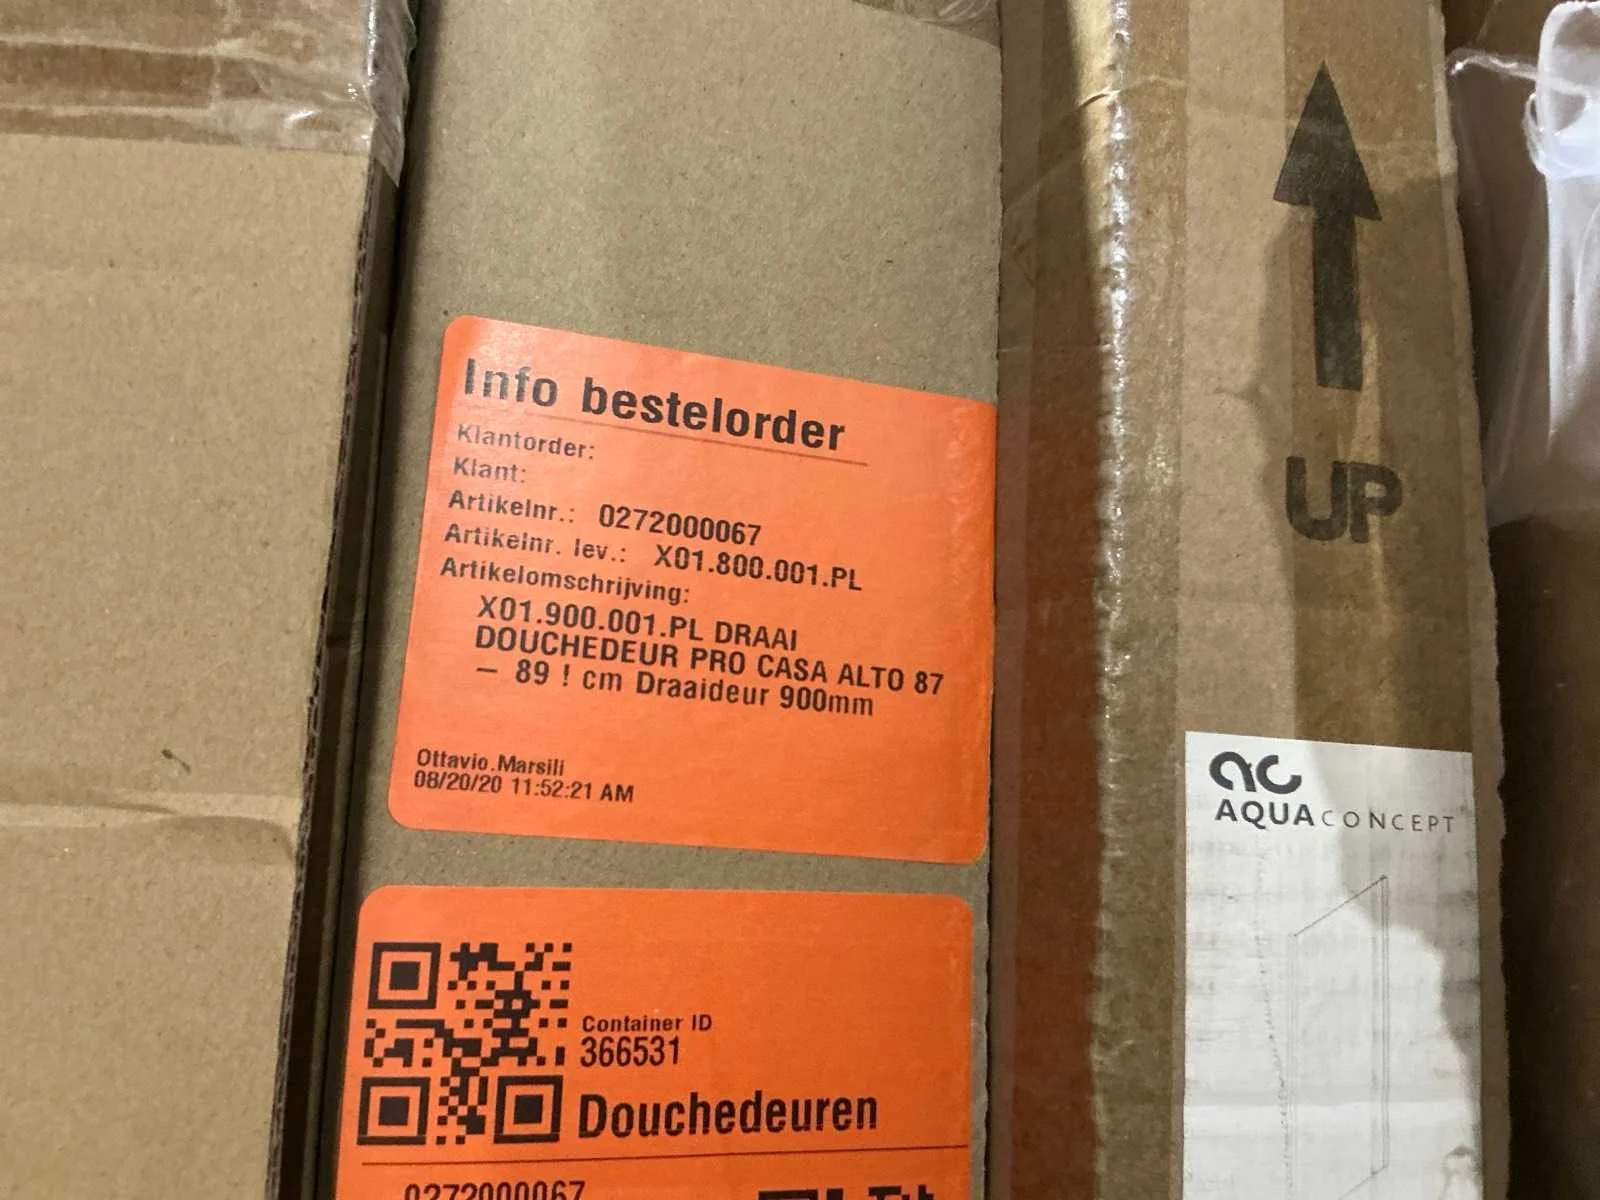 Info bestelorder
Klantorder:
Klant:
Artikelnr.: 0272000067
Artikelnr. lev.: X01.800.001.PL
Artikelomschrijving:
X01.900.001.PL DRAAI
DOUCHEDEUR PRO CASA ALTO 87
– 89 ! cm Draaideur 900mm
Ottavio.Marsili
08/20/20 11:52:21 AM
Container ID
366531
Douchedeuren
0272000067
UP
ac
AQUACONCEPT